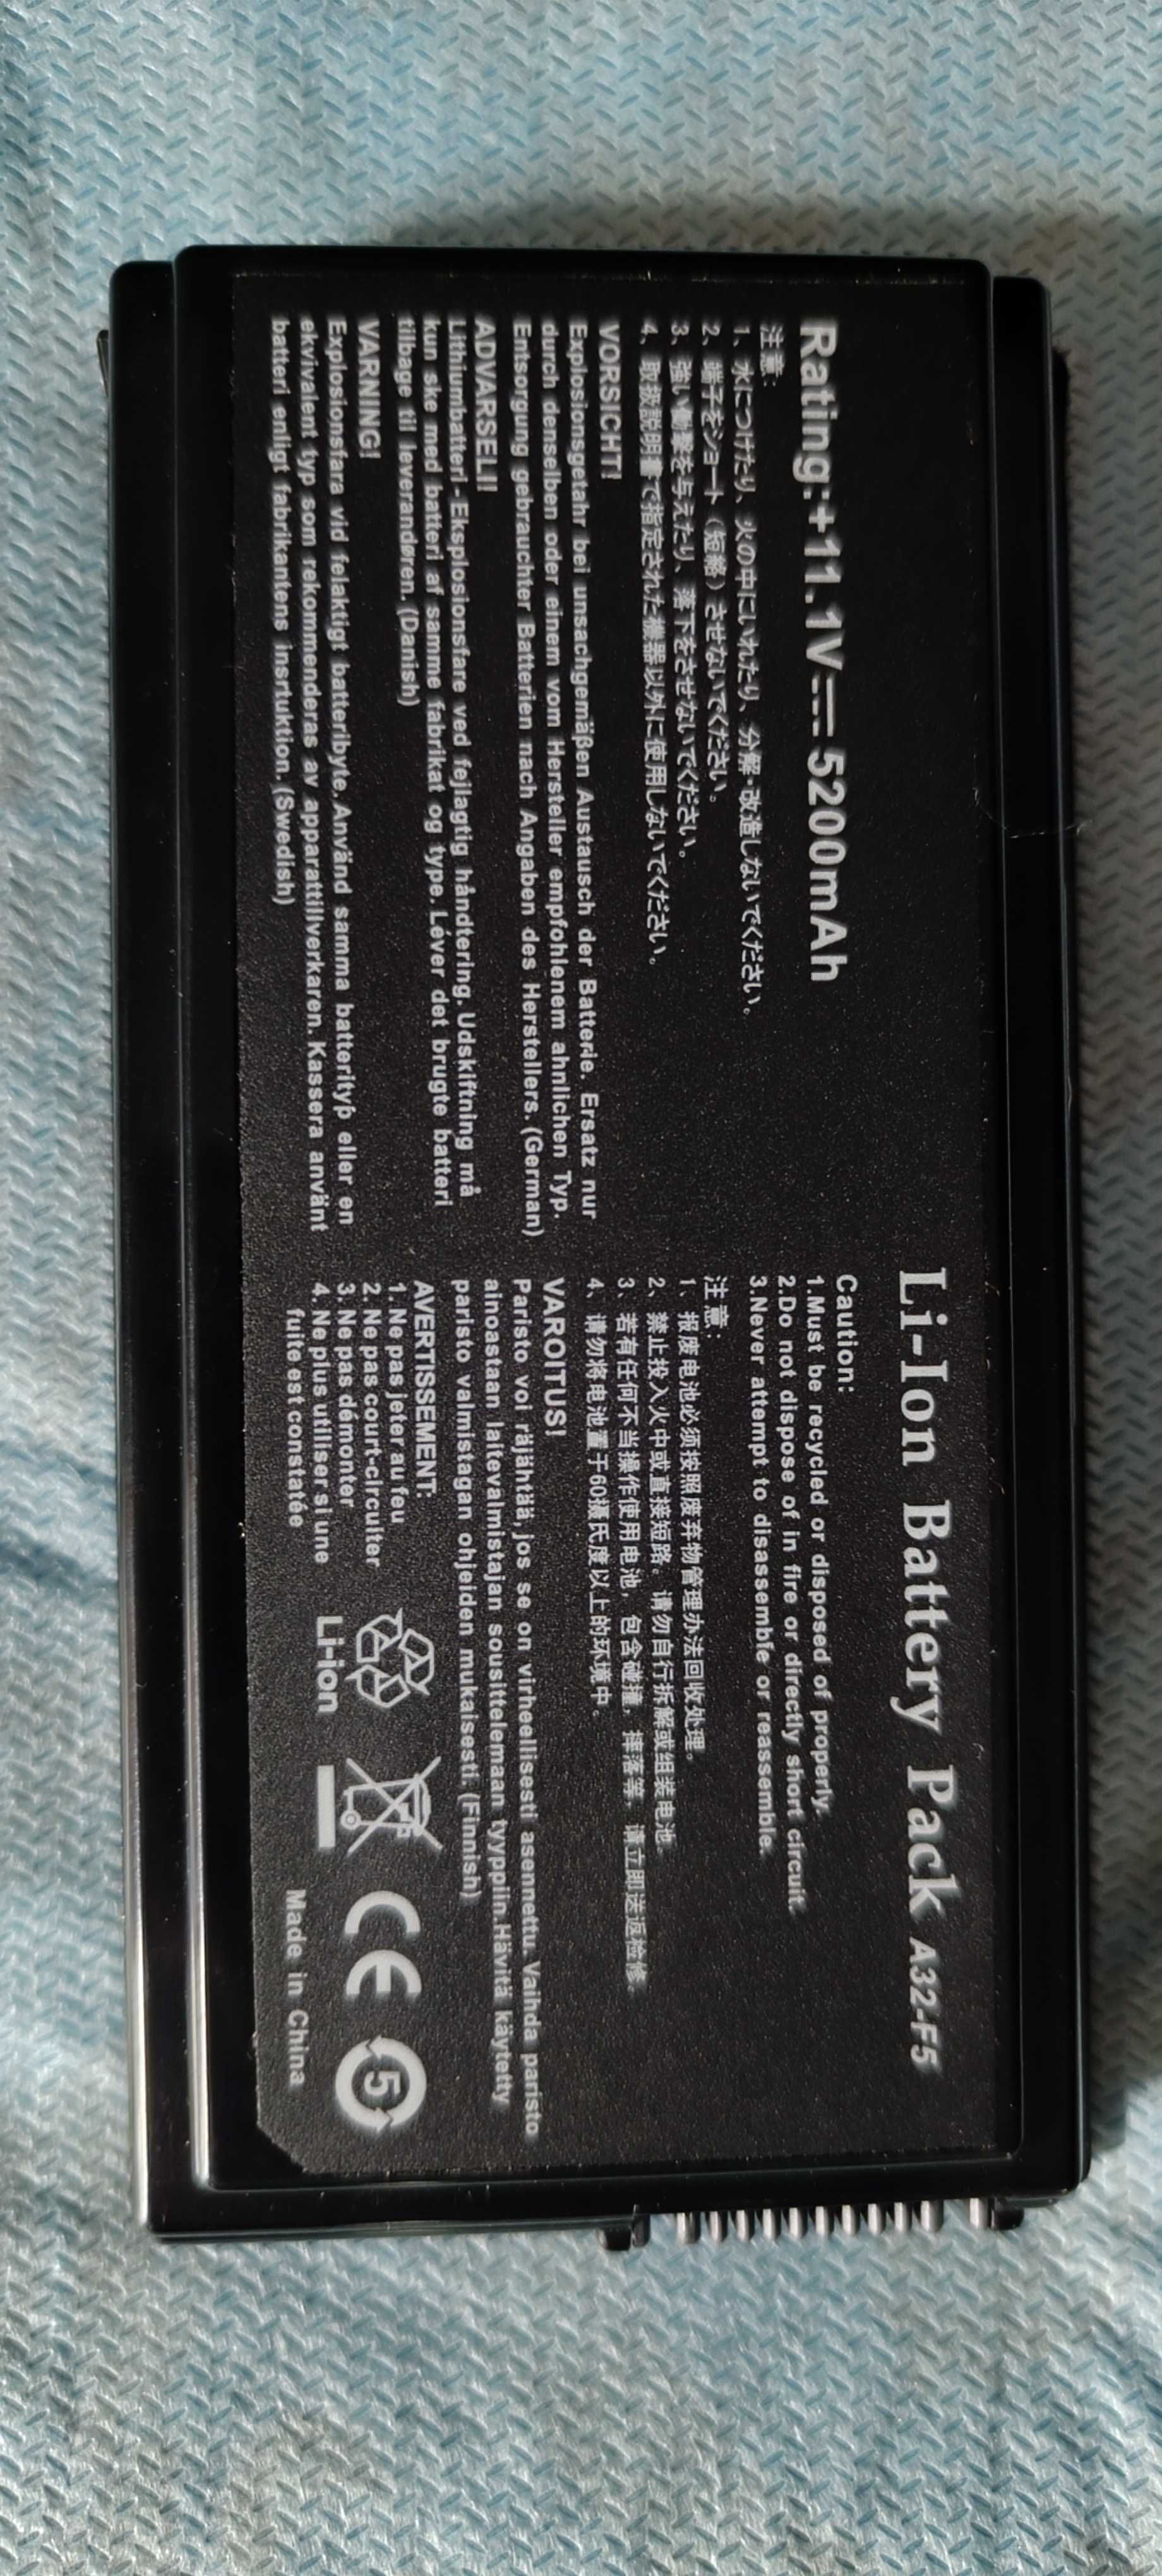 Li-Ion Battery Pack A32-F5
Rating:+11.1V⎓5200mAh
注意:
1、水につけたり、火の中にいれたり、分解·改造しないでください。
2、端子をショート（短絡）させないでください。
3、強い衝撃を与えたり、落下をさせないでください。
4、取扱説明書で指定された機器以外に使用しないでください。
VORSICHT!
Explosionsgetahr bei unsachgemäßen Austausch der Batterie. Ersatz nur
durch denselben oder einem vom Hersteller empfohlenem ahnlichen Typ.
Entsorgung gebrauchter Batterien nach Angaben des Herstellers. (German)
ADVARSELI!
Lithiumbatteri-Eksplosionsfare ved fejlagtig håndtering. Udskiftning må
kun ske med batteri af samme fabrikat og type. Léver det brugte batteri
tilbage til leverandøren. (Danish)
VARNING!
Explosionsfara vid felaktigt batteribyte. Använd samma batterityp eller en
ekvivalent typ som rekommenderas av apparattillverkaren. Kassera använt
batteri enligt fabrikantens insrtuktion. (Swedish)
Caution:
1.Must be recycled or disposed of properly.
2.Do not dispose of in fire or directly short circuit.
3.Never attempt to disassemble or reassemble.
注意:
1、报废电池必须按照废弃物管理办法回收处理。
2、禁止投入火中或直接短路。请勿自行拆解或组装电池.
3、若有任何不当操作使用电池，包含碰撞，摔落等，请立即送返检修.
4、请勿将电池置于60攝氏度以上的环境中。
VAROITUS!
Paristo voi räjähtää jos se on virheellisesti asennettu. Vaihda paristo
ainoastaan laitevalmistajan sousittelemaan tyyppin. Hävitä käytetty
paristo valmistagan ohjeiden mukaisesti. (Finnish)
AVERTISSEMENT:
1. Ne pas jeter au feu
2. Ne pas court-circuiter
3. Ne pas démonter
4. Ne plus utiliser si une
fuite est constatée
Li-ion
CE
5
Made in China